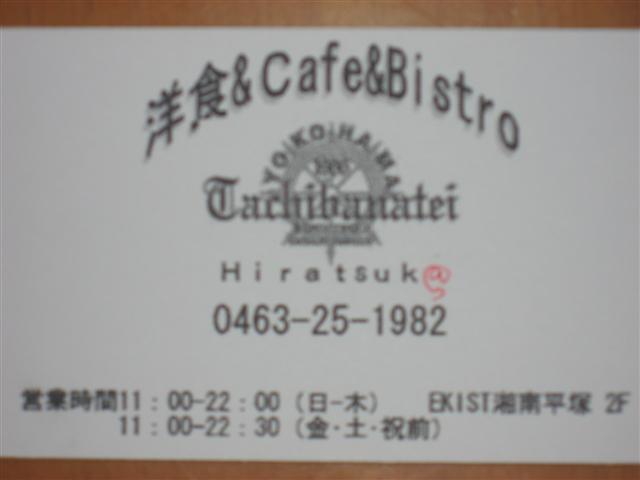 洋食&Cafe&Bistro
YOKOHAMA
Tachibanatei
Hiratsuka
0463-25-1982
営業時間11：00-22：00（日-木） EKIST湘南平塚 2F
11：00-22：30（金･土･祝前）